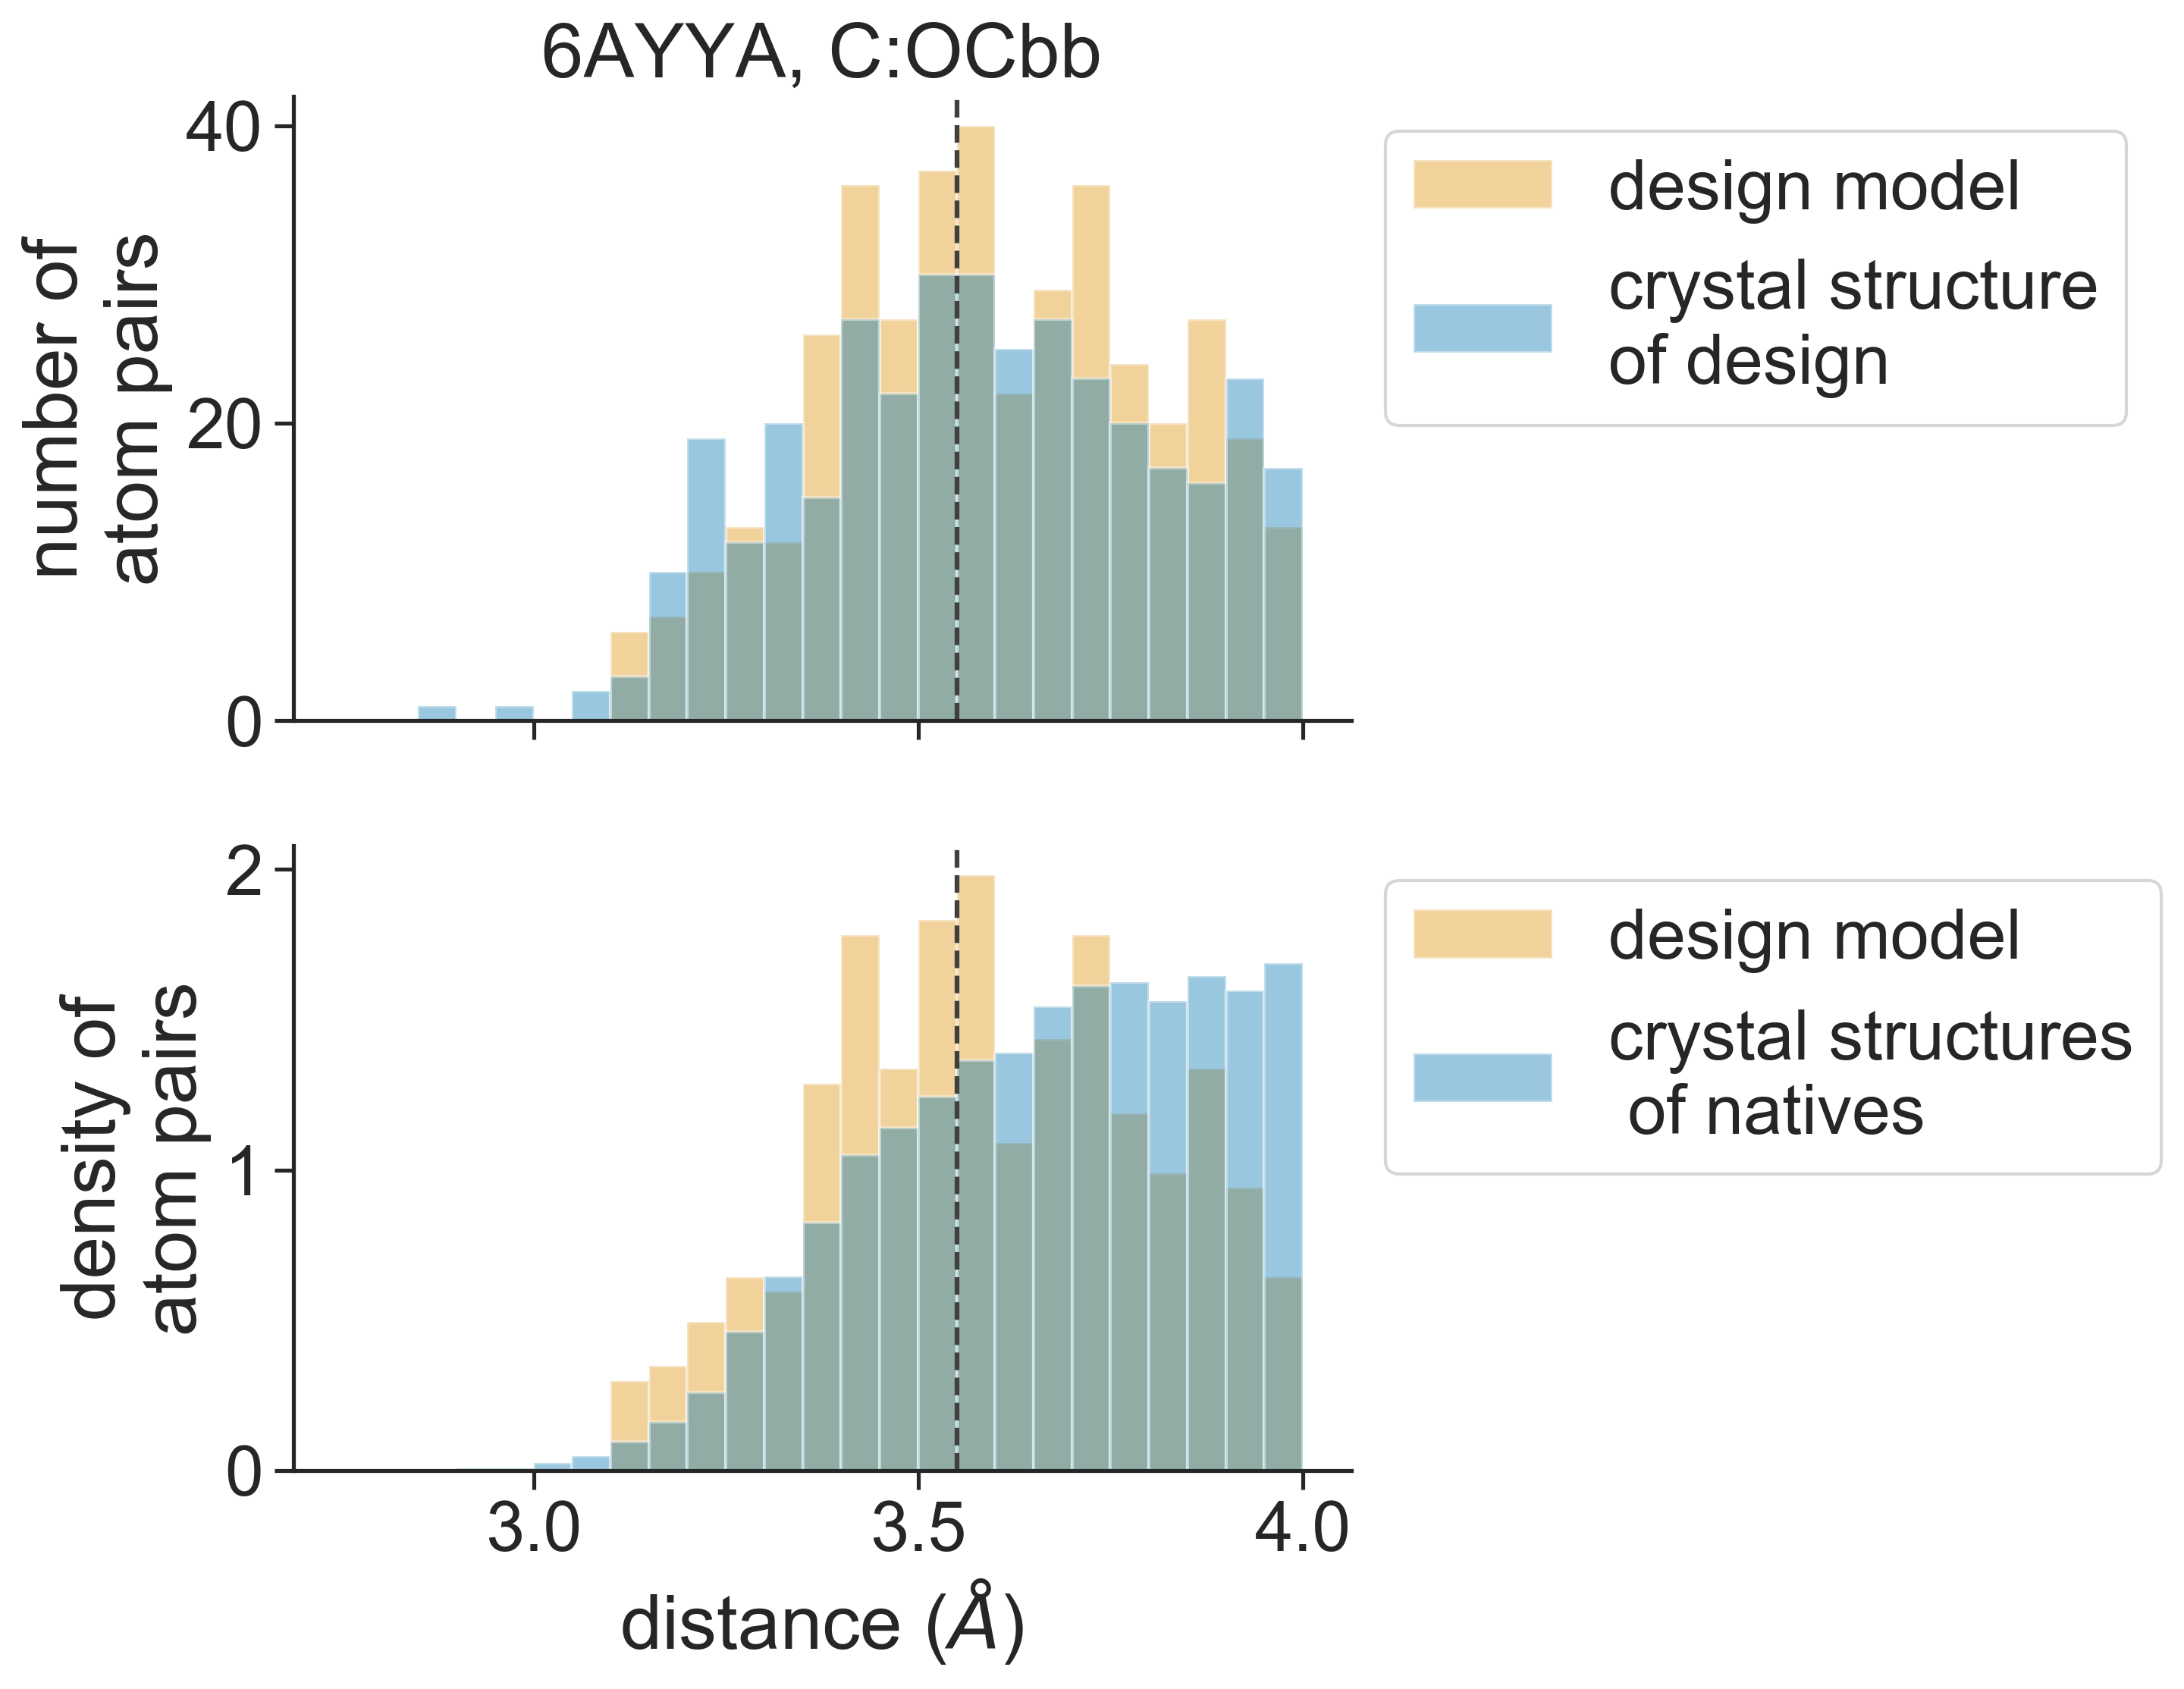 6AYYA, C:OCbb
number of
atom pairs
40
20
0
design model
crystal structure
of design
density of
atom pairs
2
1
0
design model
crystal structures
of natives
3.0
3.5
4.0
distance (Å)